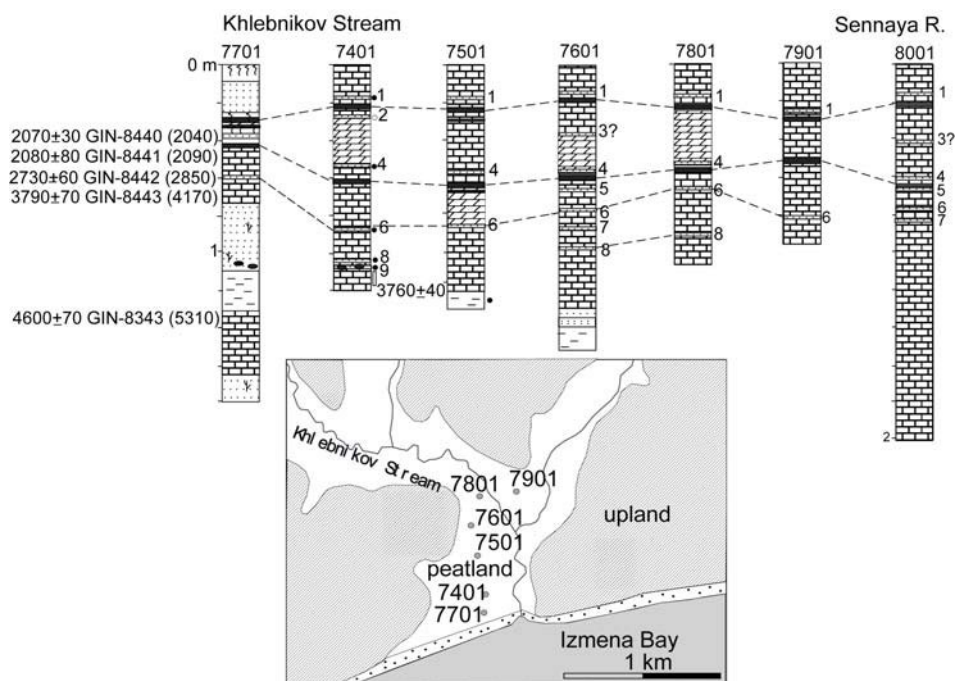 Khlebnikov Stream Sennaya R.
7701 7401 7501 7601 7801 7901 8001
0 m
1 1 1 1 1 1
2
3? 3?
2070±30 GIN-8440 (2040)
2080±80 GIN-8441 (2090)
4 4 4 4 4
2730±60 GIN-8442 (2850)
5 5
3790±70 GIN-8443 (4170)
6 6 6 6 6 6
7 7
8 8 8
1
9
3760±40
4600±70 GIN-8343 (5310)
2
Khlebnikov Stream
7801 7901
7601
upland
7501
peatland
7401
7701
Izmena Bay
1 km